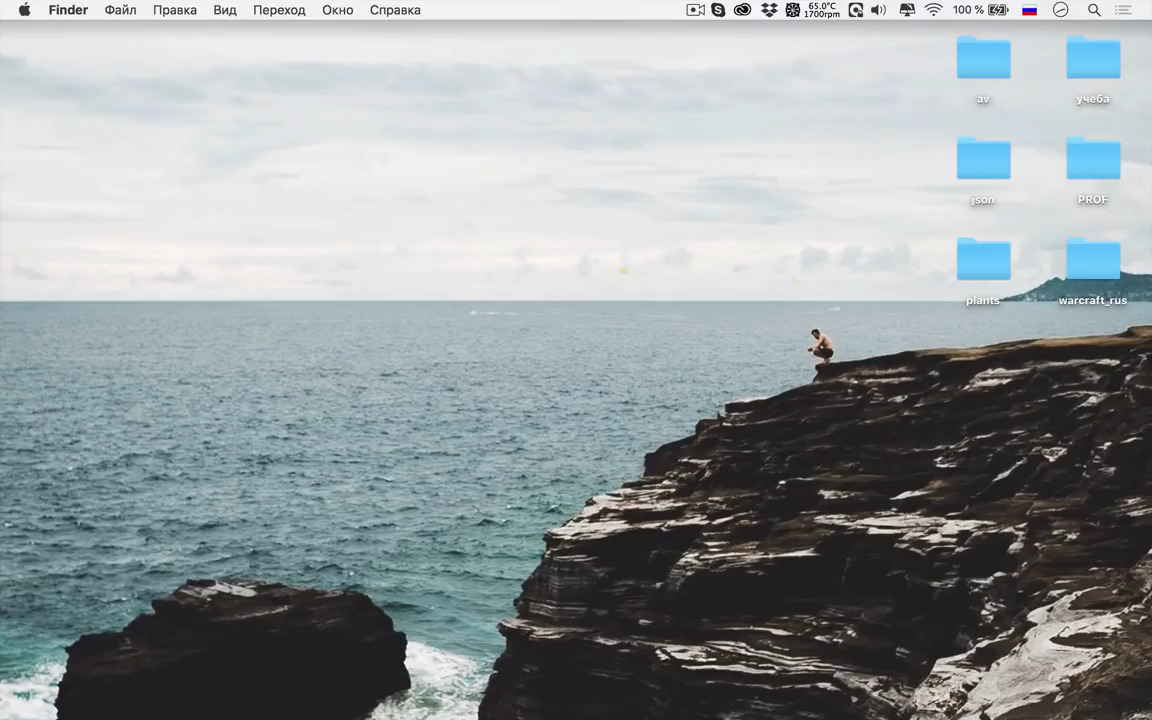 Finder Файл Правка Вид Переход Окно Справка 65.0°C 1700rpm 100 %
av учеба
json PROF
plants warcraft_rus